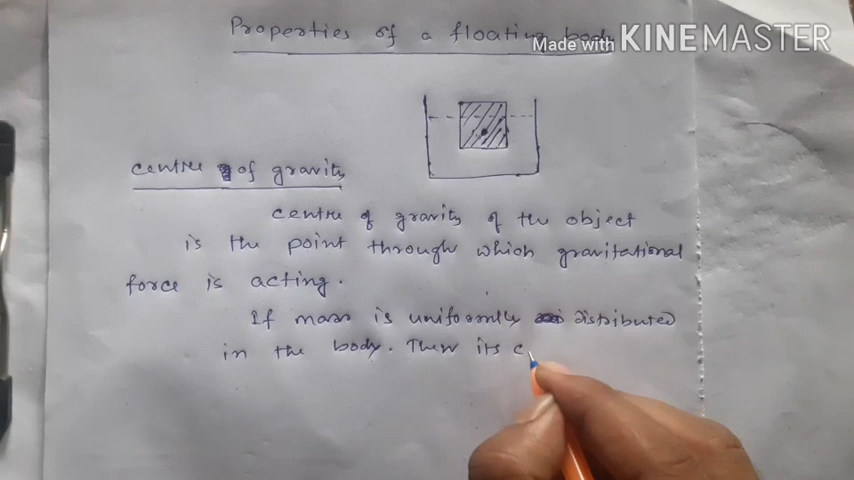 Properties of a floating body
Made with KINEMASTER
centre of gravity
centre of gravity of the object
is the point through which gravitational
force is acting.
If mass is uniformly distributed
in the body. Then its c